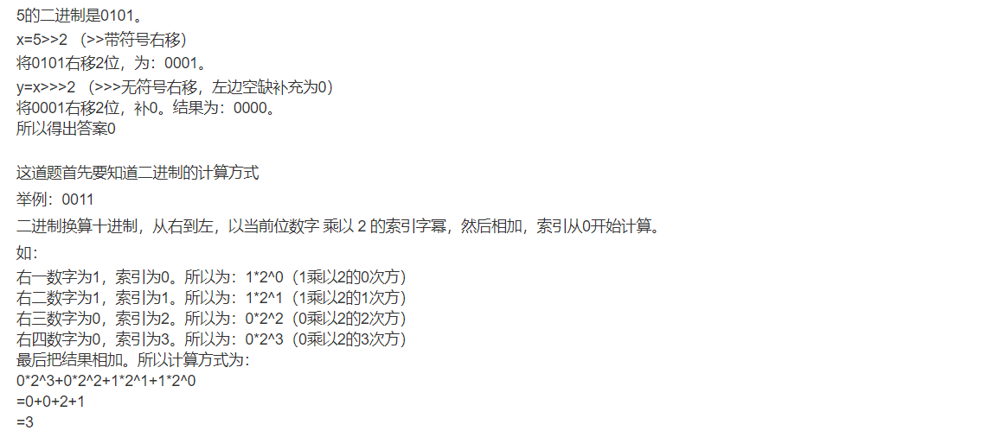 5的二进制是0101。
x=5>>2 （>>带符号右移）
将0101右移2位，为：0001。
y=x>>>2 （>>>无符号右移，左边空缺补充为0）
将0001右移2位，补0。结果为：0000。
所以得出答案0
这道题首先要知道二进制的计算方式
举例：0011
二进制换算十进制，从右到左，以当前位数字 乘以 2 的索引字幂，然后相加，索引从0开始计算。
如：
右一数字为1，索引为0。所以为：1*2^0（1乘以2的0次方）
右二数字为1，索引为1。所以为：1*2^1（1乘以2的1次方）
右三数字为0，索引为2。所以为：0*2^2（0乘以2的2次方）
右四数字为0，索引为3。所以为：0*2^3（0乘以2的3次方）
最后把结果相加。所以计算方式为：
0*2^3+0*2^2+1*2^1+1*2^0
=0+0+2+1
=3